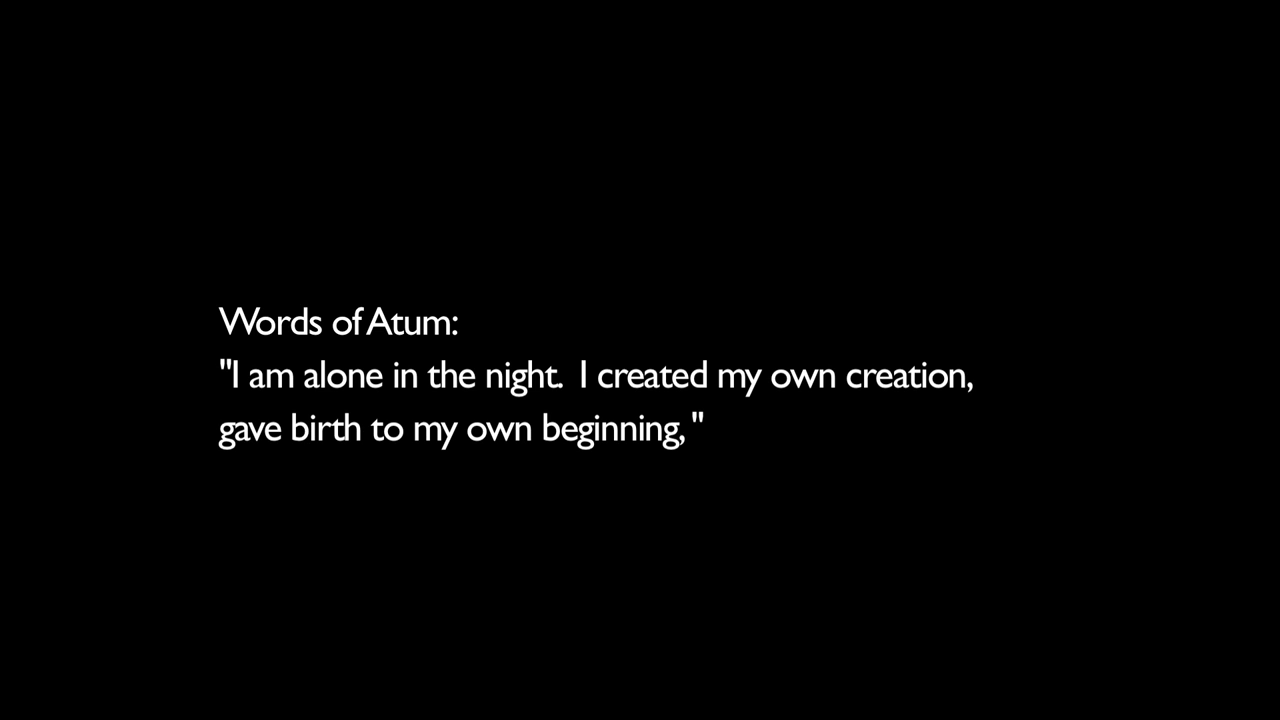 Words of Atum:
"I am alone in the night.  I created my own creation,
gave birth to my own beginning, "